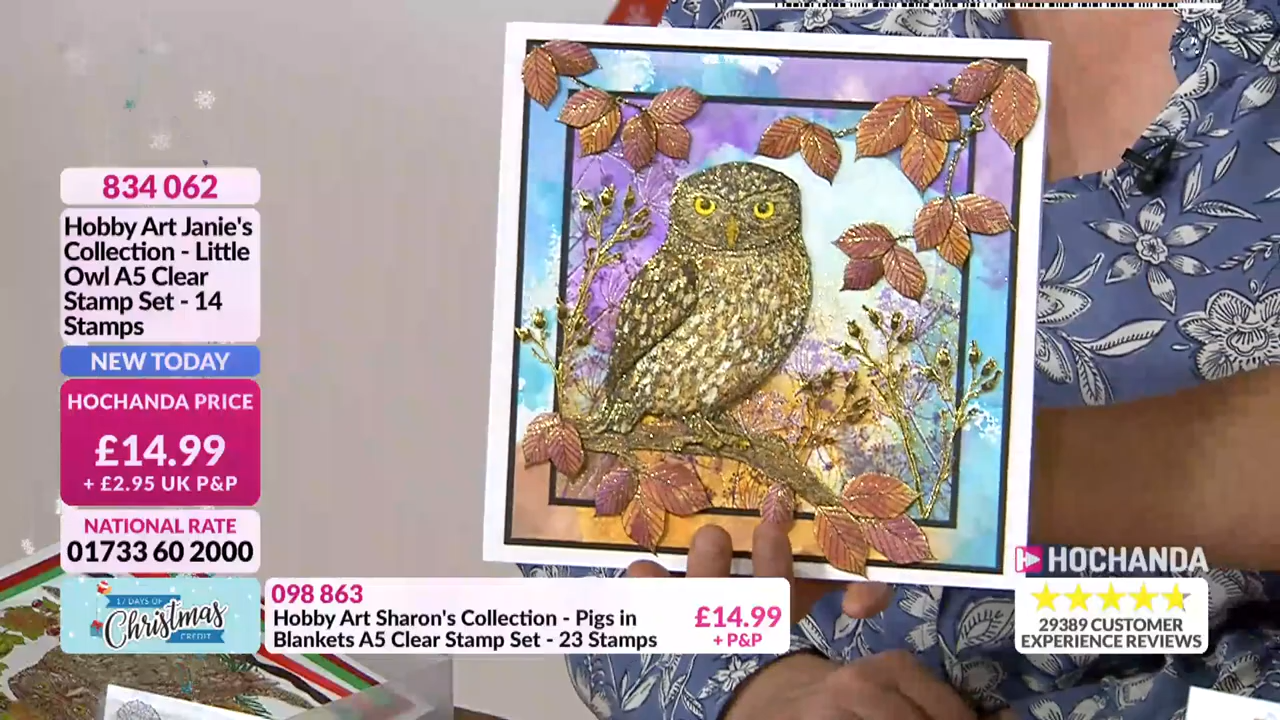 834 062
Hobby Art Janie's
Collection - Little
Owl A5 Clear
Stamp Set - 14
Stamps
NEW TODAY
HOCHANDA PRICE
£14.99
+ £2.95 UK P&P
NATIONAL RATE
01733 60 2000
17 DAYS OF
Christmas
CREDIT
098 863
Hobby Art Sharon's Collection - Pigs in
Blankets A5 Clear Stamp Set - 23 Stamps
£14.99
+ P&P
HOCHANDA
29389 CUSTOMER
EXPERIENCE REVIEWS